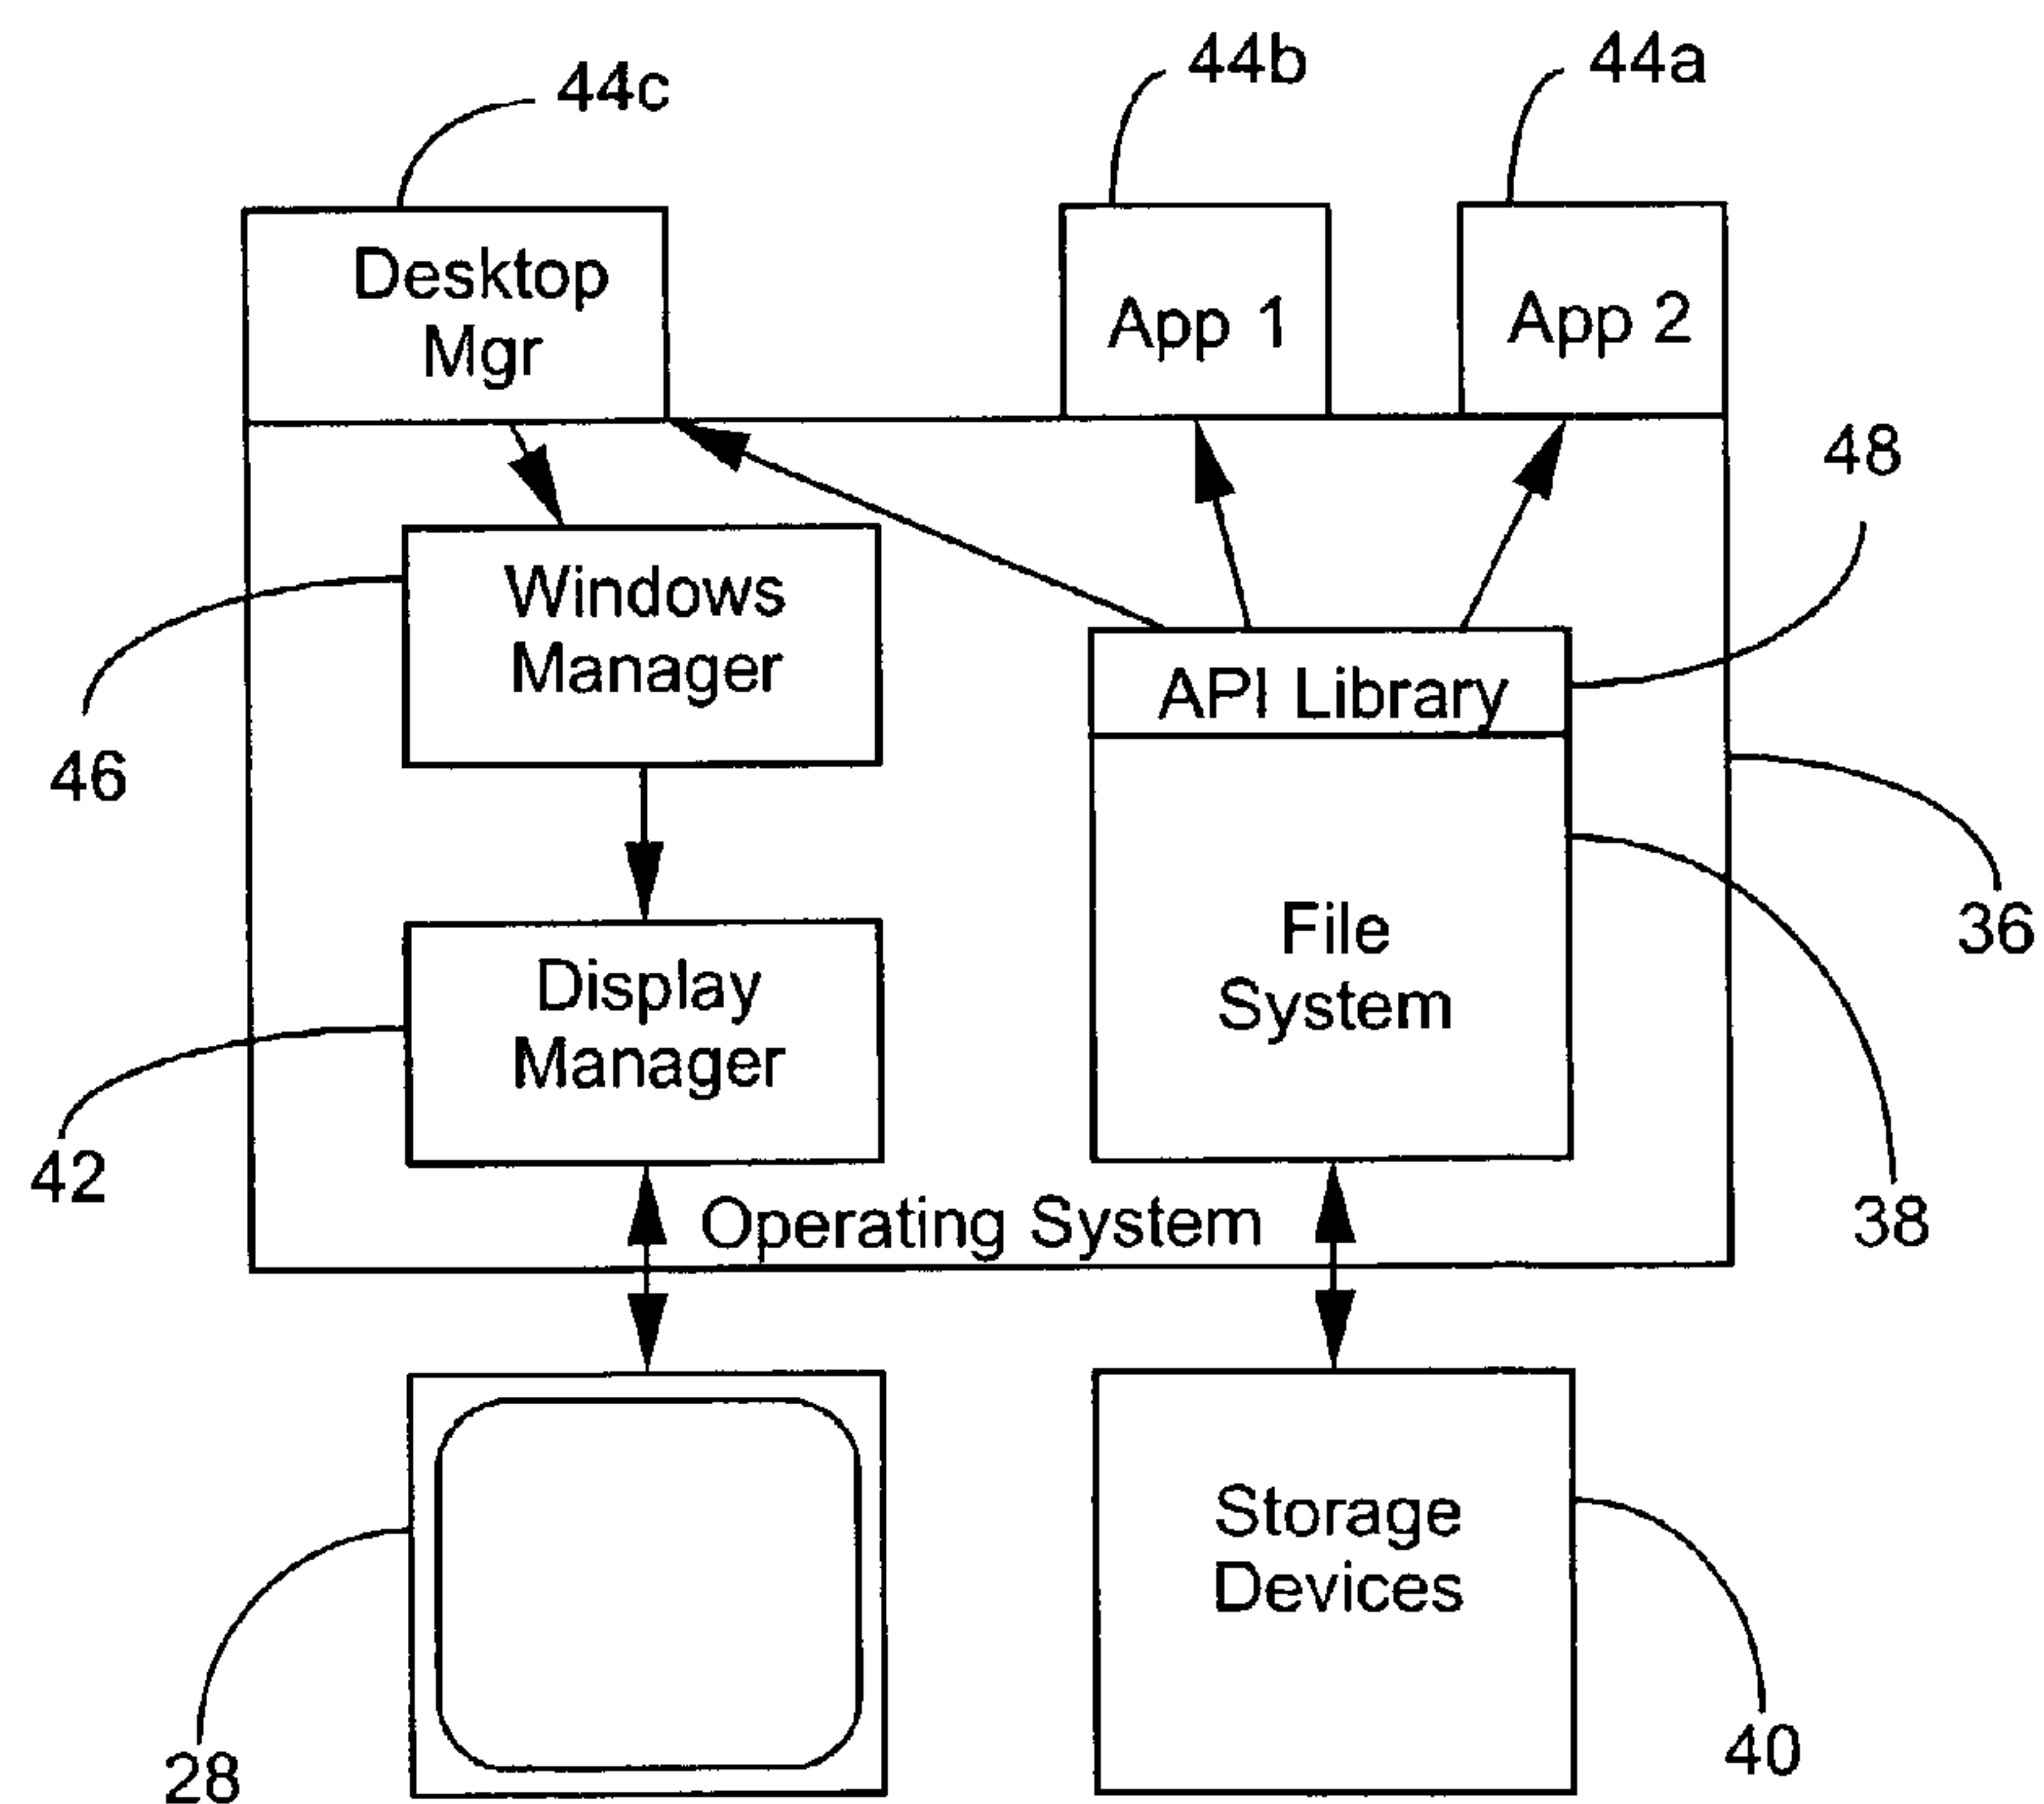 44c
44b
44a
Desktop
Mgr
App 1
App 2
48
Windows
Manager
API Library
46
File
System
36
Display
Manager
42
Operating System
38
Storage
Devices
28
40